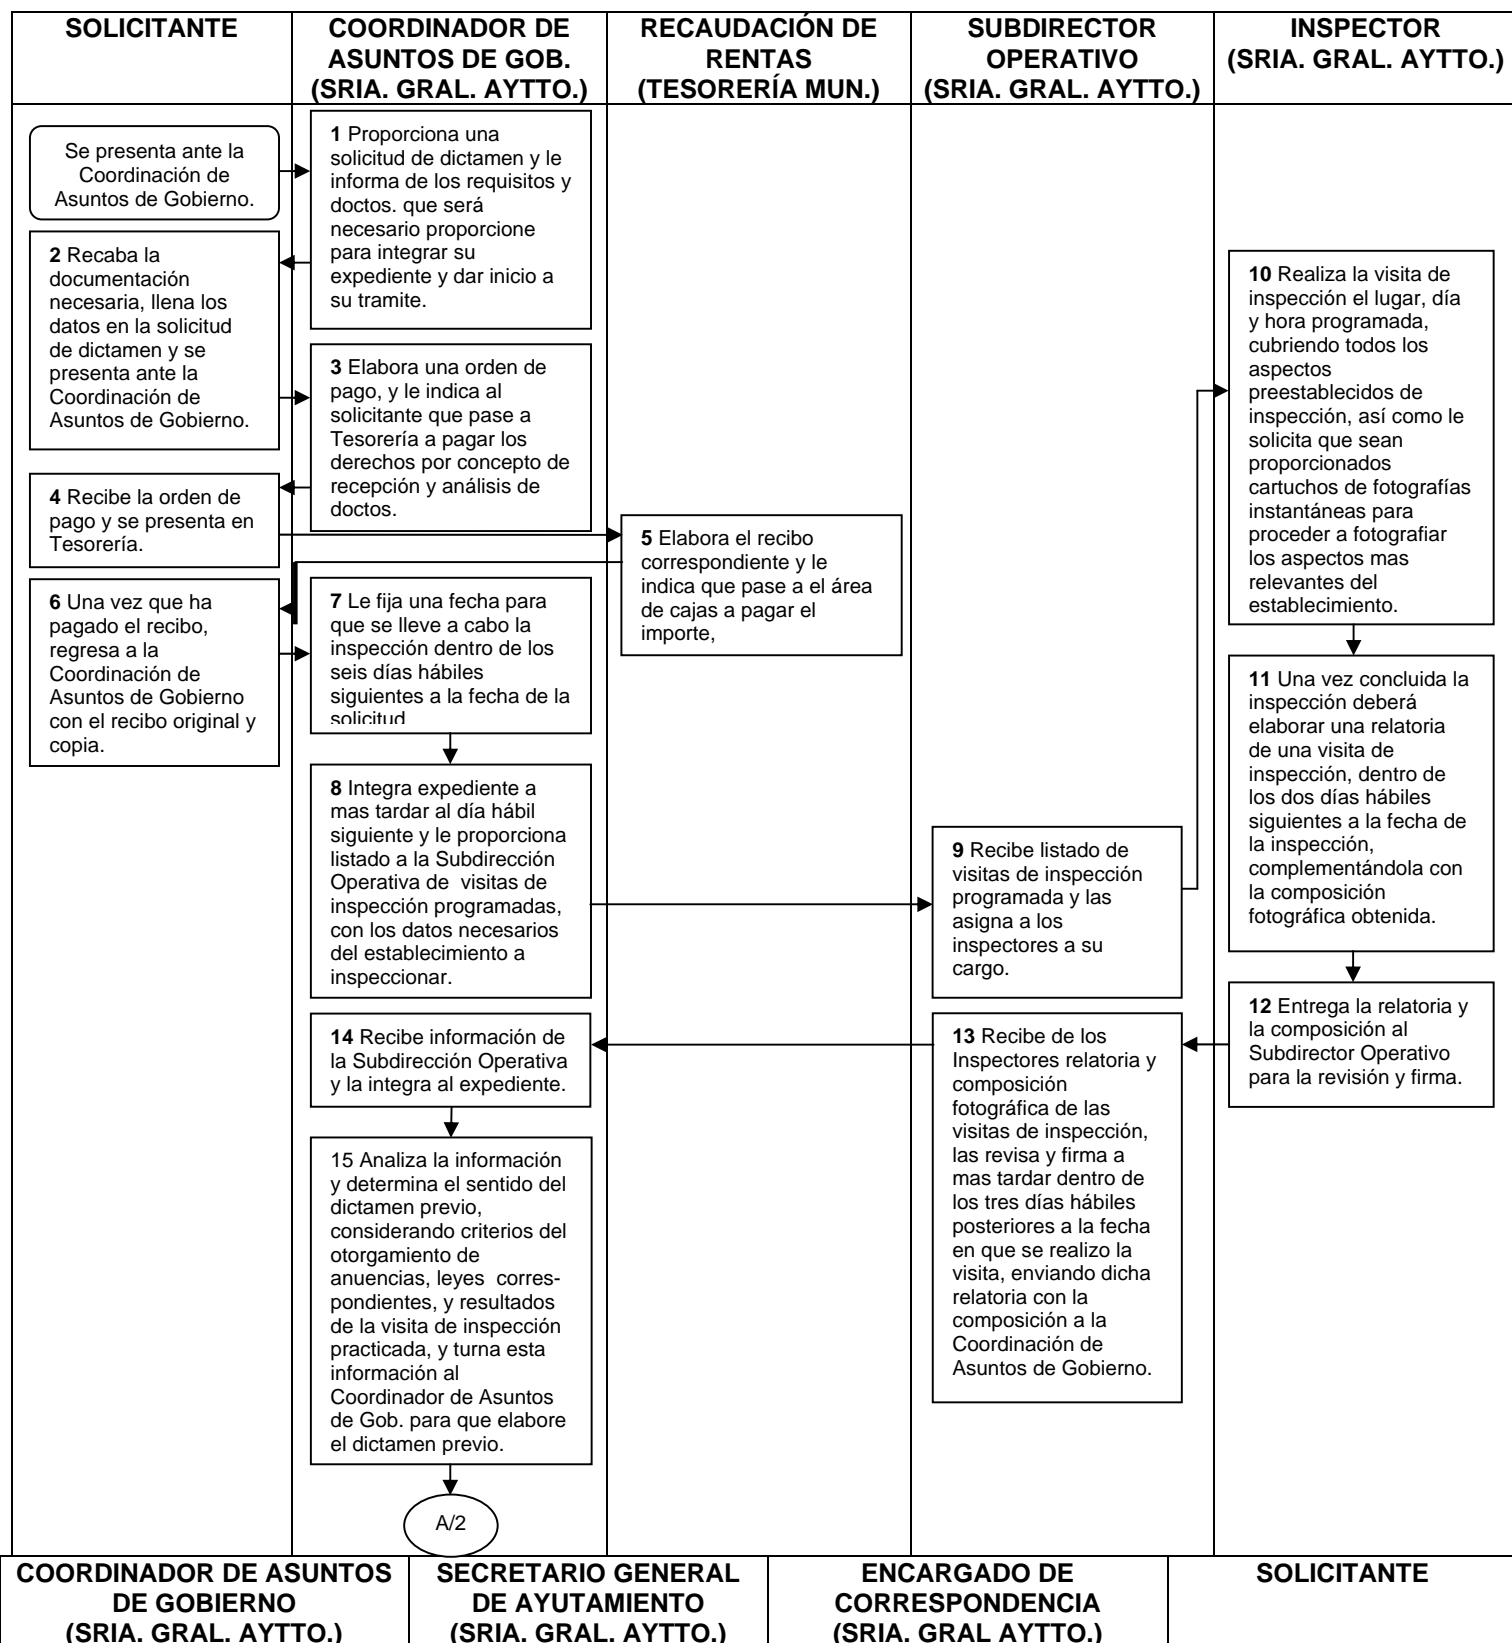 SOLICITANTE
COORDINADOR DE
ASUNTOS DE GOB.
(SRIA. GRAL. AYTTO.)
RECAUDACIÓN DE
RENTAS
(TESORERÍA MUN.)
SUBDIRECTOR
OPERATIVO
(SRIA. GRAL. AYTTO.)
INSPECTOR
(SRIA. GRAL. AYTTO.)
Se presenta ante la
Coordinación de
Asuntos de Gobierno.
1 Proporciona una
solicitud de dictamen y le
informa de los requisitos y
doctos. que será
necesario proporcione
para integrar su
expediente y dar inicio a
su tramite.
2 Recaba la
documentación
necesaria, llena los
datos en la solicitud
de dictamen y se
presenta ante la
Coordinación de
Asuntos de Gobierno.
3 Elabora una orden de
pago, y le indica al
solicitante que pase a
Tesorería a pagar los
derechos por concepto de
recepción y análisis de
doctos.
4 Recibe la orden de
pago y se presenta en
Tesorería.
5 Elabora el recibo
correspondiente y le
indica que pase a el área
de cajas a pagar el
importe,
6 Una vez que ha
pagado el recibo,
regresa a la
Coordinación de
Asuntos de Gobierno
con el recibo original y
copia.
7 Le fija una fecha para
que se lleve a cabo la
inspección dentro de los
seis días hábiles
siguientes a la fecha de la
solicitud
8 Integra expediente a
mas tardar al día hábil
siguiente y le proporciona
listado a la Subdirección
Operativa de visitas de
inspección programadas,
con los datos necesarios
del establecimiento a
inspeccionar.
9 Recibe listado de
visitas de inspección
programada y las
asigna a los
inspectores a su
cargo.
10 Realiza la visita de
inspección el lugar, día
y hora programada,
cubriendo todos los
aspectos
preestablecidos de
inspección, así como le
solicita que sean
proporcionados
cartuchos de fotografías
instantáneas para
proceder a fotografiar
los aspectos mas
relevantes del
establecimiento.
11 Una vez concluida la
inspección deberá
elaborar una relatoria
de una visita de
inspección, dentro de
los dos días hábiles
siguientes a la fecha de
la inspección,
complementándola con
la composición
fotográfica obtenida.
12 Entrega la relatoria y
la composición al
Subdirector Operativo
para la revisión y firma.
13 Recibe de los
Inspectores relatoria y
composición
fotográfica de las
visitas de inspección,
las revisa y firma a
mas tardar dentro de
los tres días hábiles
posteriores a la fecha
en que se realizo la
visita, enviando dicha
relatoria con la
composición a la
Coordinación de
Asuntos de Gobierno.
14 Recibe información de
la Subdirección Operativa
y la integra al expediente.
15 Analiza la información
y determina el sentido del
dictamen previo,
considerando criterios del
otorgamiento de
anuencias, leyes corres-
pondientes, y resultados
de la visita de inspección
practicada, y turna esta
información al
Coordinador de Asuntos
de Gob. para que elabore
el dictamen previo.
A/2
COORDINADOR DE ASUNTOS
DE GOBIERNO
(SRIA. GRAL. AYTTO.)
SECRETARIO GENERAL
DE AYUTAMIENTO
(SRIA. GRAL. AYTTO.)
ENCARGADO DE
CORRESPONDENCIA
(SRIA. GRAL AYTTO.)
SOLICITANTE